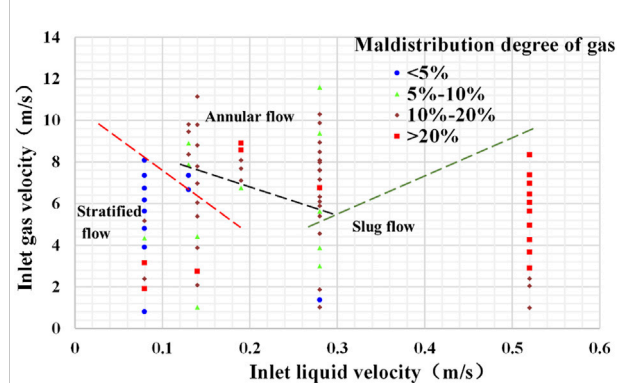 14
Maldistribution degree of gas
12
<5%
5%-10%
10
Annular flow
10%-20%
>20%
8
6
Stratified
flow
Slug flow
4
2
0
0
0.1
0.2
0.3
0.4
0.5
0.6
Inlet gas velocity（m/s）
Inlet liquid velocity（m/s）